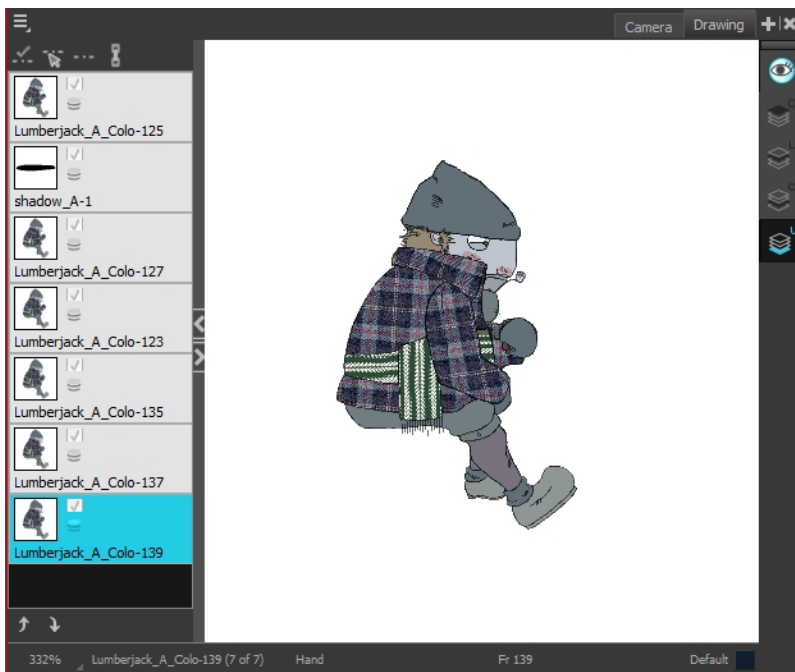 Camera
Drawing
Lumberjack_A_Colo-125
shadow_A-1
Lumberjack_A_Colo-127
Lumberjack_A_Colo-123
Lumberjack_A_Colo-135
Lumberjack_A_Colo-137
Lumberjack_A_Colo-139
332% Lumberjack_A_Colo-139 (7 of 7) Hand Fr 139 Default